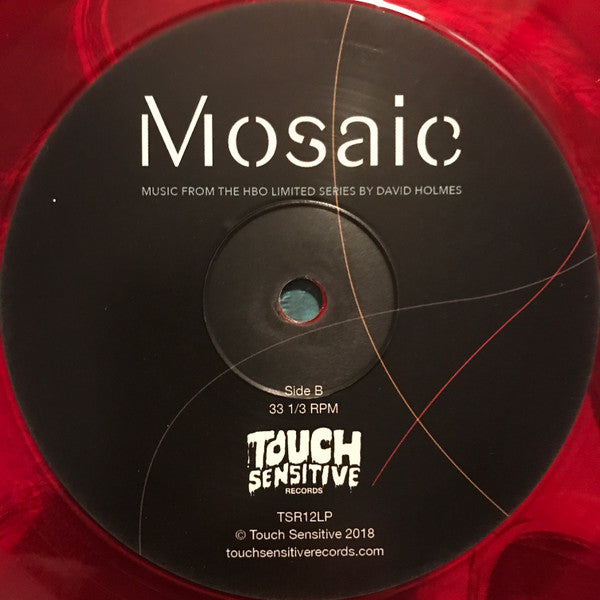 Mosaic
MUSIC FROM THE HBO LIMITED SERIES BY DAVID HOLMES
Side B
33 1/3 RPM
TOUCH
SENSITIVE
RECORDS
TSR12LP
© Touch Sensitive 2018
touchsensitiverecords.com